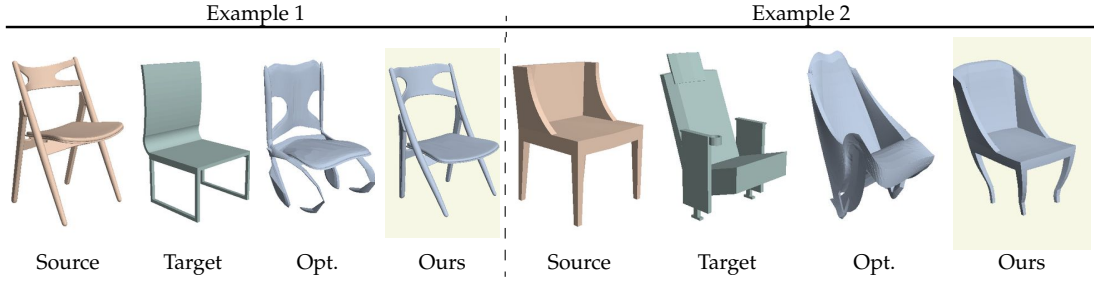 Example 1 Example 2
Source Target Opt. Ours Source Target Opt. Ours